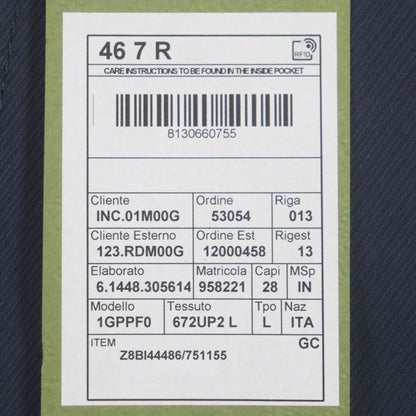 46 7 R
RFID
CARE INSTRUCTIONS TO BE FOUND IN THE INSIDE POCKET
8130660755
Cliente Ordine Riga
INC.01M00G 53054 013
Cliente Esterno Ordine Est Rigest
123.RDM00G 12000458 13
Elaborato Matricola Capi MSp
6.1448.305614 958221 28 IN
Modello Tessuto Tpo Naz
1GPPF0 672UP2 L L ITA
ITEM GC
Z8BI44486/751155